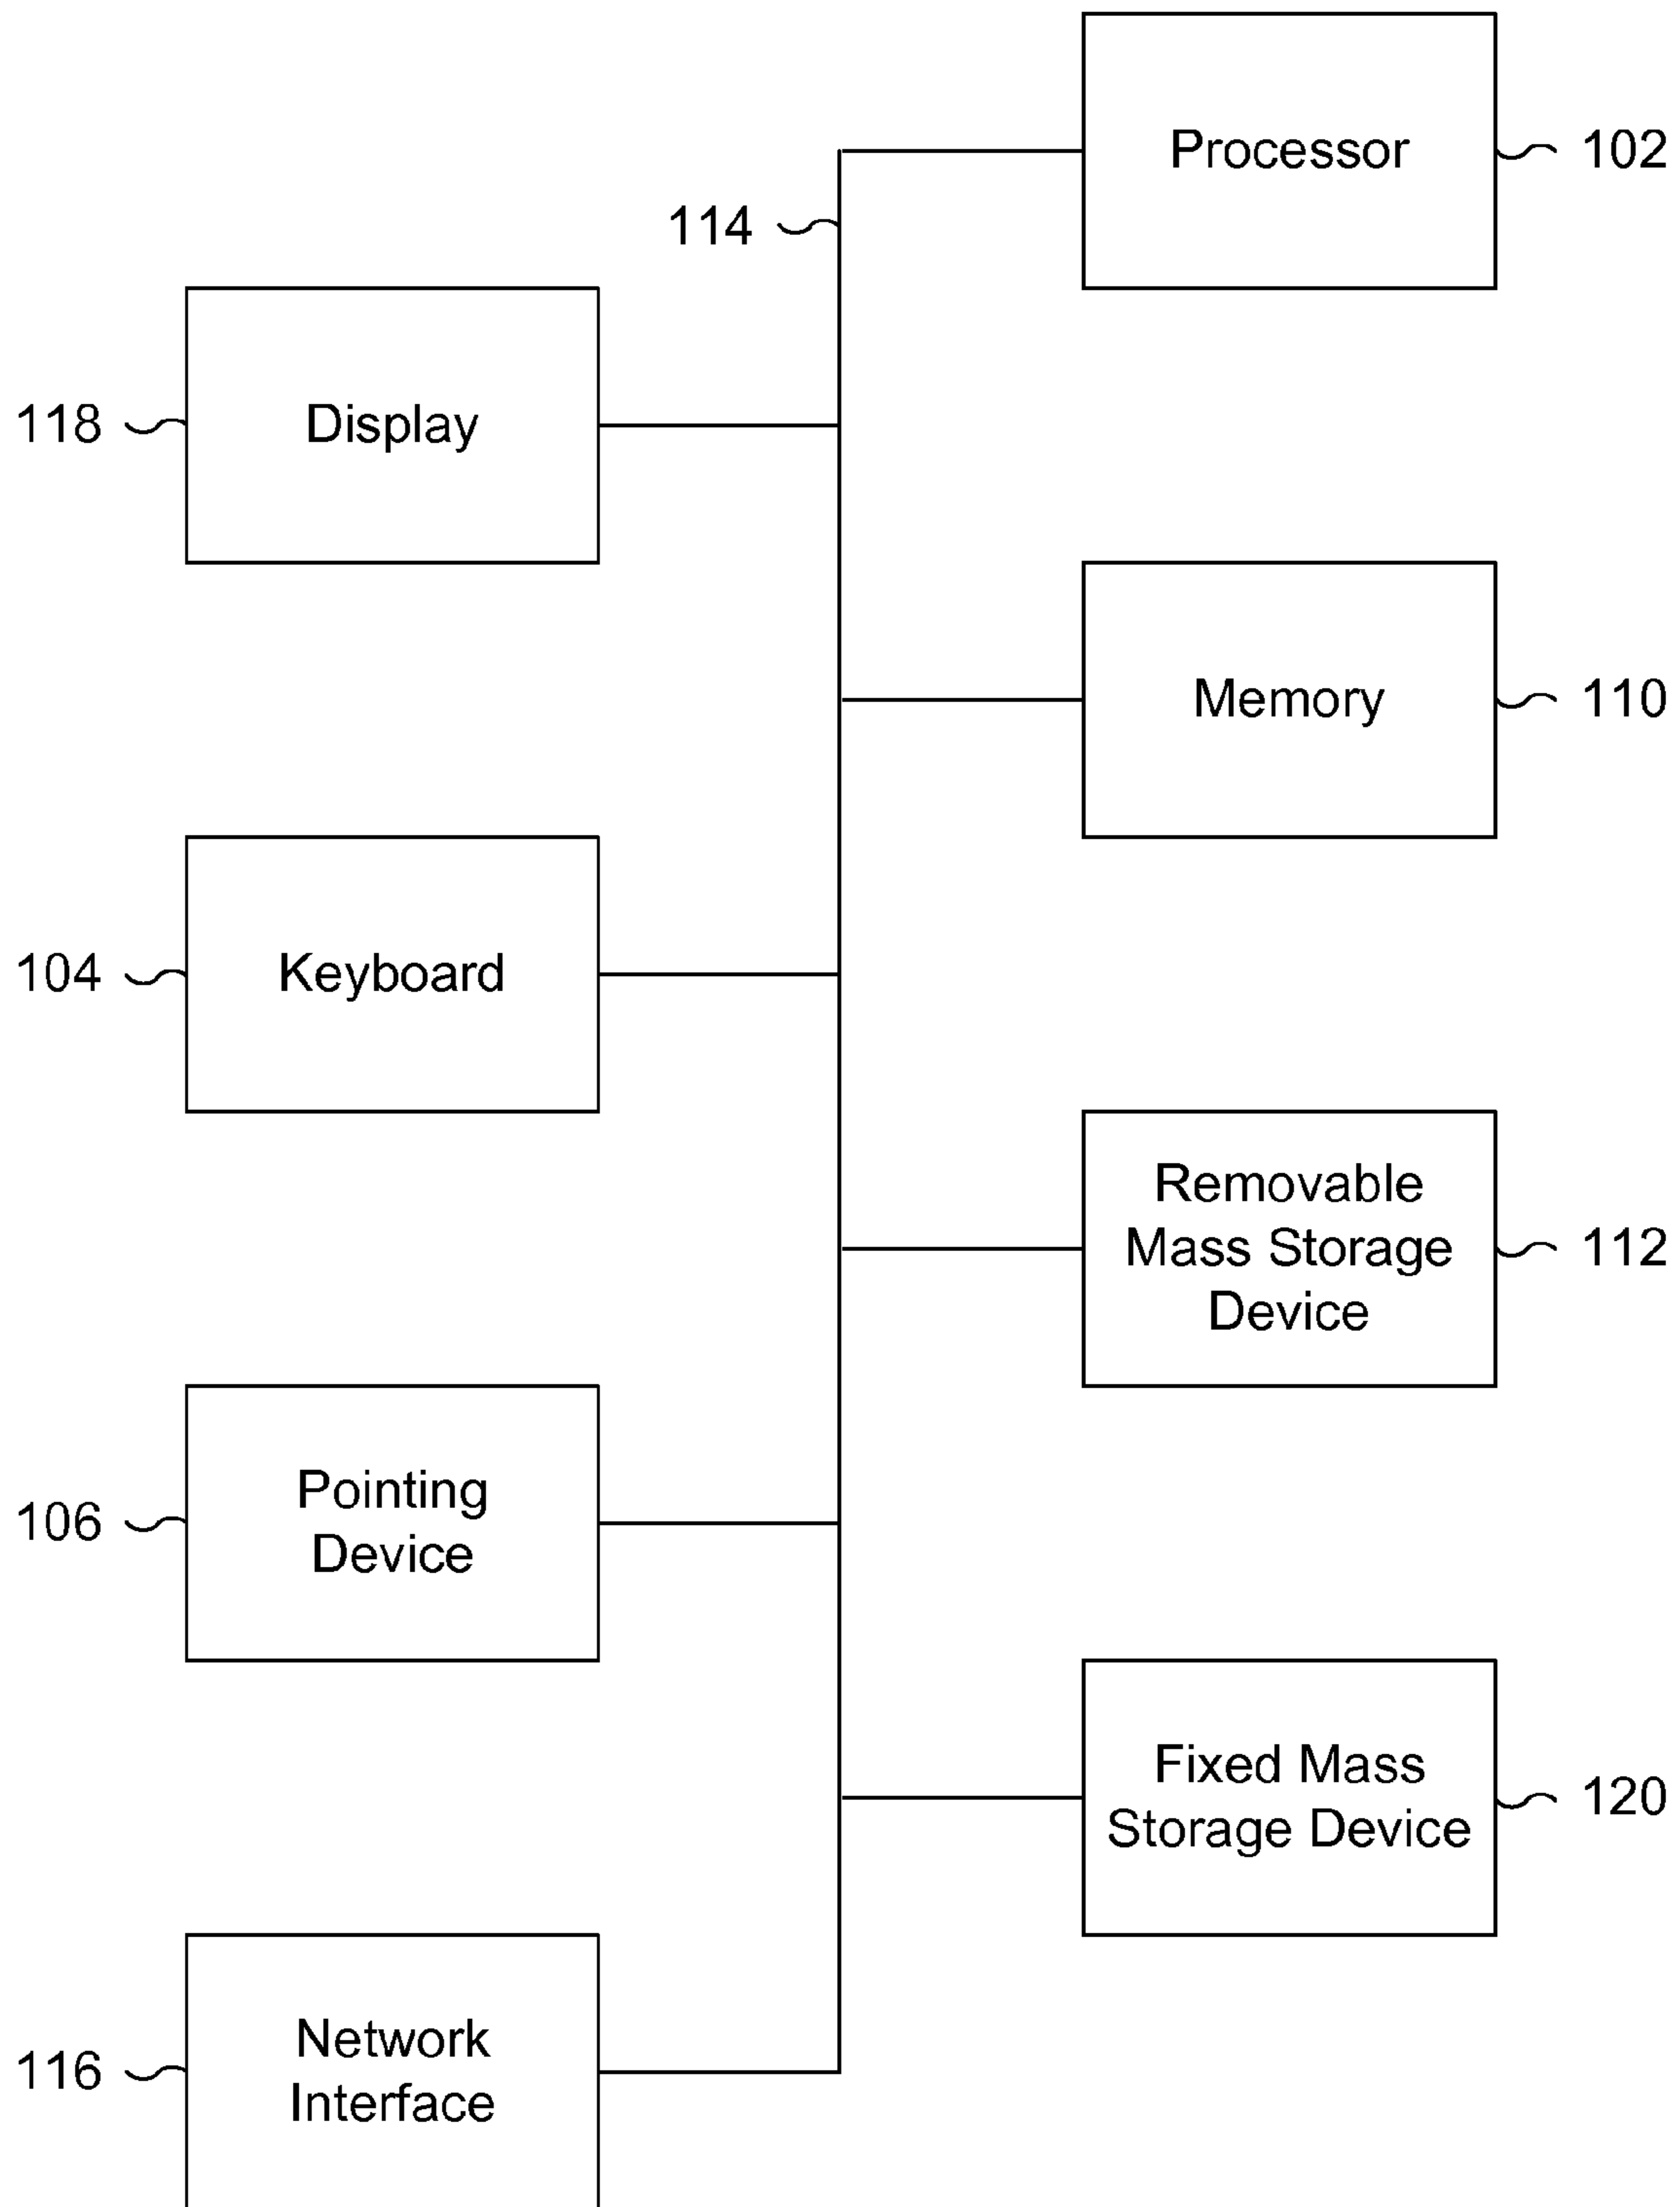 Processor
102
114
118
Display
Memory
110
104
Keyboard
Removable
Mass Storage
Device
112
106
Pointing
Device
Fixed Mass
Storage Device
120
116
Network
Interface